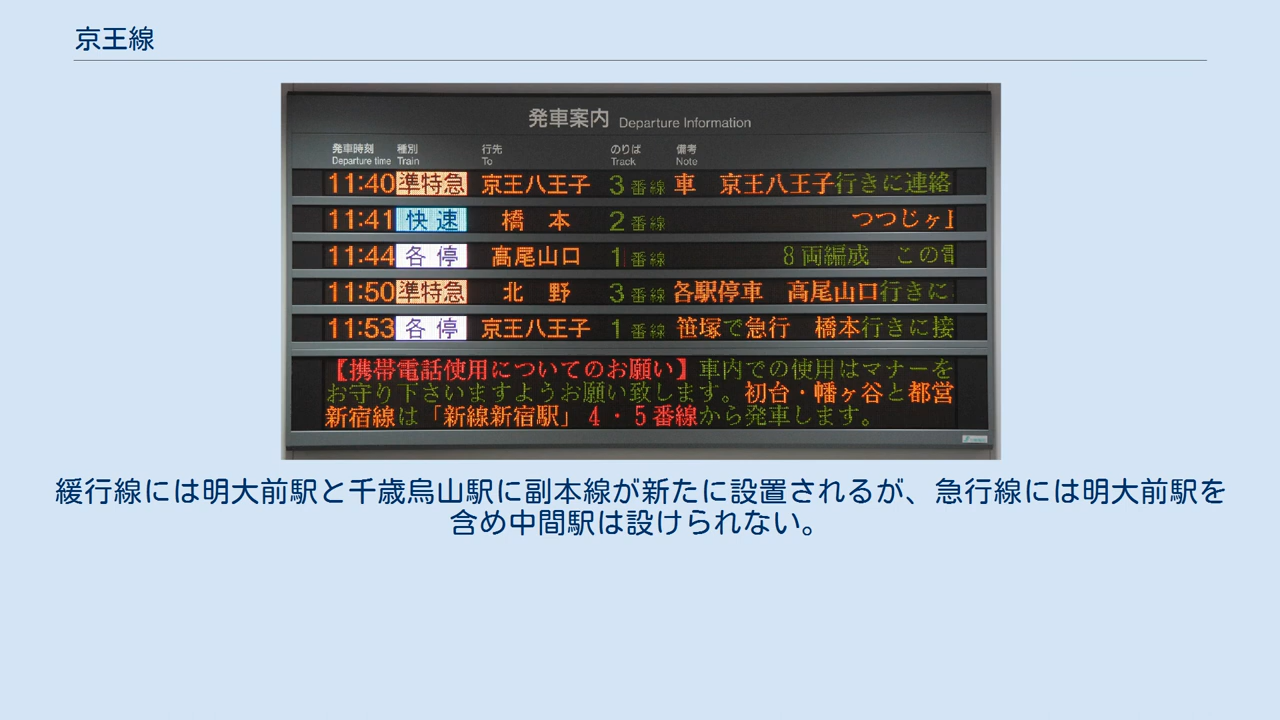 京王線
発車案内 Departure Information
発車時刻 種別 行先 のりば 備考
Departure time Train To Track Note
11:40 準特急 京王八王子 3番線 車 京王八王子行きに連絡
11:41 快速 橋本 2番線 つつじヶ
11:44 各停 高尾山口 1番線 8両編成 この
11:50 準特急 北野 3番線 各駅停車 高尾山口行きに
11:53 各停 京王八王子 1番線 笹塚で急行 橋本行きに接
【携帯電話使用についてのお願い】車内での使用はマナーを
お守り下さいますようお願い致します。初台・幡ヶ谷と都営
新宿線は「新線新宿駅」4・5番線から発車します。
緩行線には明大前駅と千歳烏山駅に副本線が新たに設置されるが、急行線には明大前駅を
含め中間駅は設けられない。